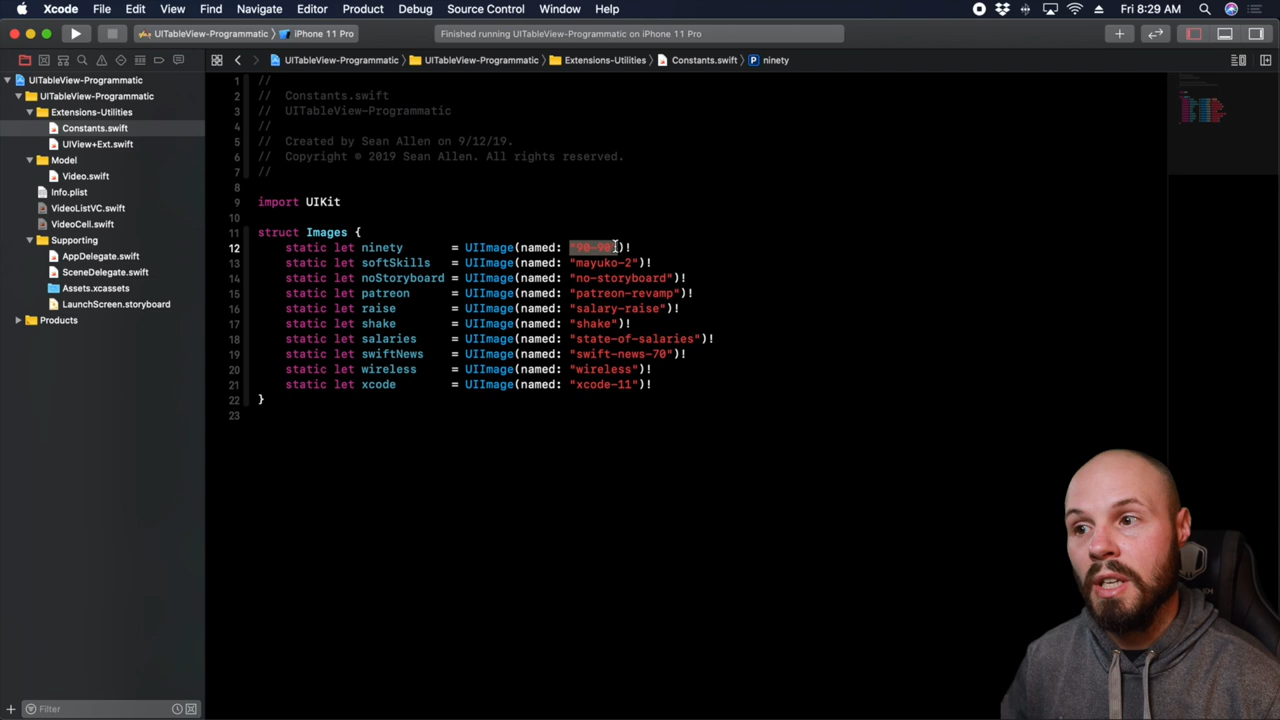 Xcode File Edit View Find Navigate Editor Product Debug Source Control Window Help Fri 8:29 AM
UITableView-Programmatic iPhone 11 Pro Finished running UITableView-Programmatic on iPhone 11 Pro
UITableView-Programmatic UITableView-Programmatic Extensions-Utilities Constants.swift P ninety
UITableView-Programmatic
UITableView-Programmatic
Extensions-Utilities
Constants.swift
UIView+Ext.swift
Model
Video.swift
Info.plist
VideoListVC.swift
VideoCell.swift
Supporting
AppDelegate.swift
SceneDelegate.swift
Assets.xcassets
LaunchScreen.storyboard
Products
Filter
1 //
2 // Constants.swift
3 // UITableView-Programmatic
4 //
5 // Created by Sean Allen on 9/12/19.
6 // Copyright © 2019 Sean Allen. All rights reserved.
7 //
8
9 import UIKit
10
11 struct Images {
12 static let ninety = UIImage(named: "90-90")!
13 static let softSkills = UIImage(named: "mayuko-2")!
14 static let noStoryboard = UIImage(named: "no-storyboard")!
15 static let patreon = UIImage(named: "patreon-revamp")!
16 static let raise = UIImage(named: "salary-raise")!
17 static let shake = UIImage(named: "shake")!
18 static let salaries = UIImage(named: "state-of-salaries")!
19 static let swiftNews = UIImage(named: "swift-news-70")!
20 static let wireless = UIImage(named: "wireless")!
21 static let xcode = UIImage(named: "xcode-11")!
22 }
23